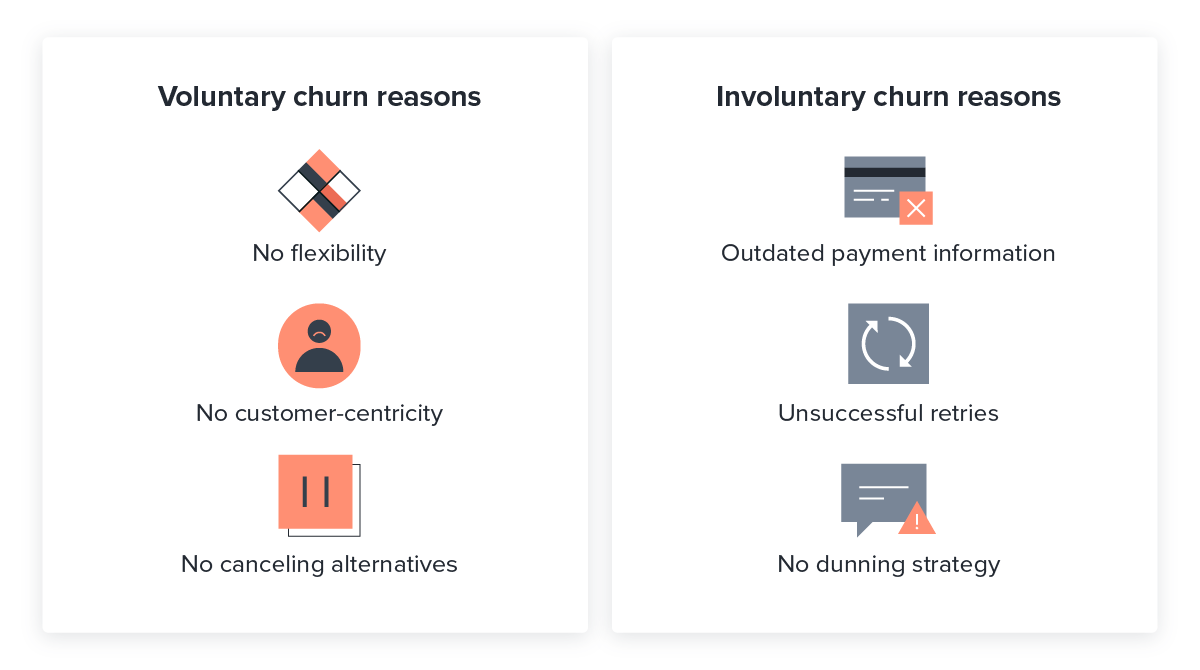 Voluntary churn reasons
No flexibility
No customer-centricity
No canceling alternatives
Involuntary churn reasons
Outdated payment information
Unsuccessful retries
No dunning strategy